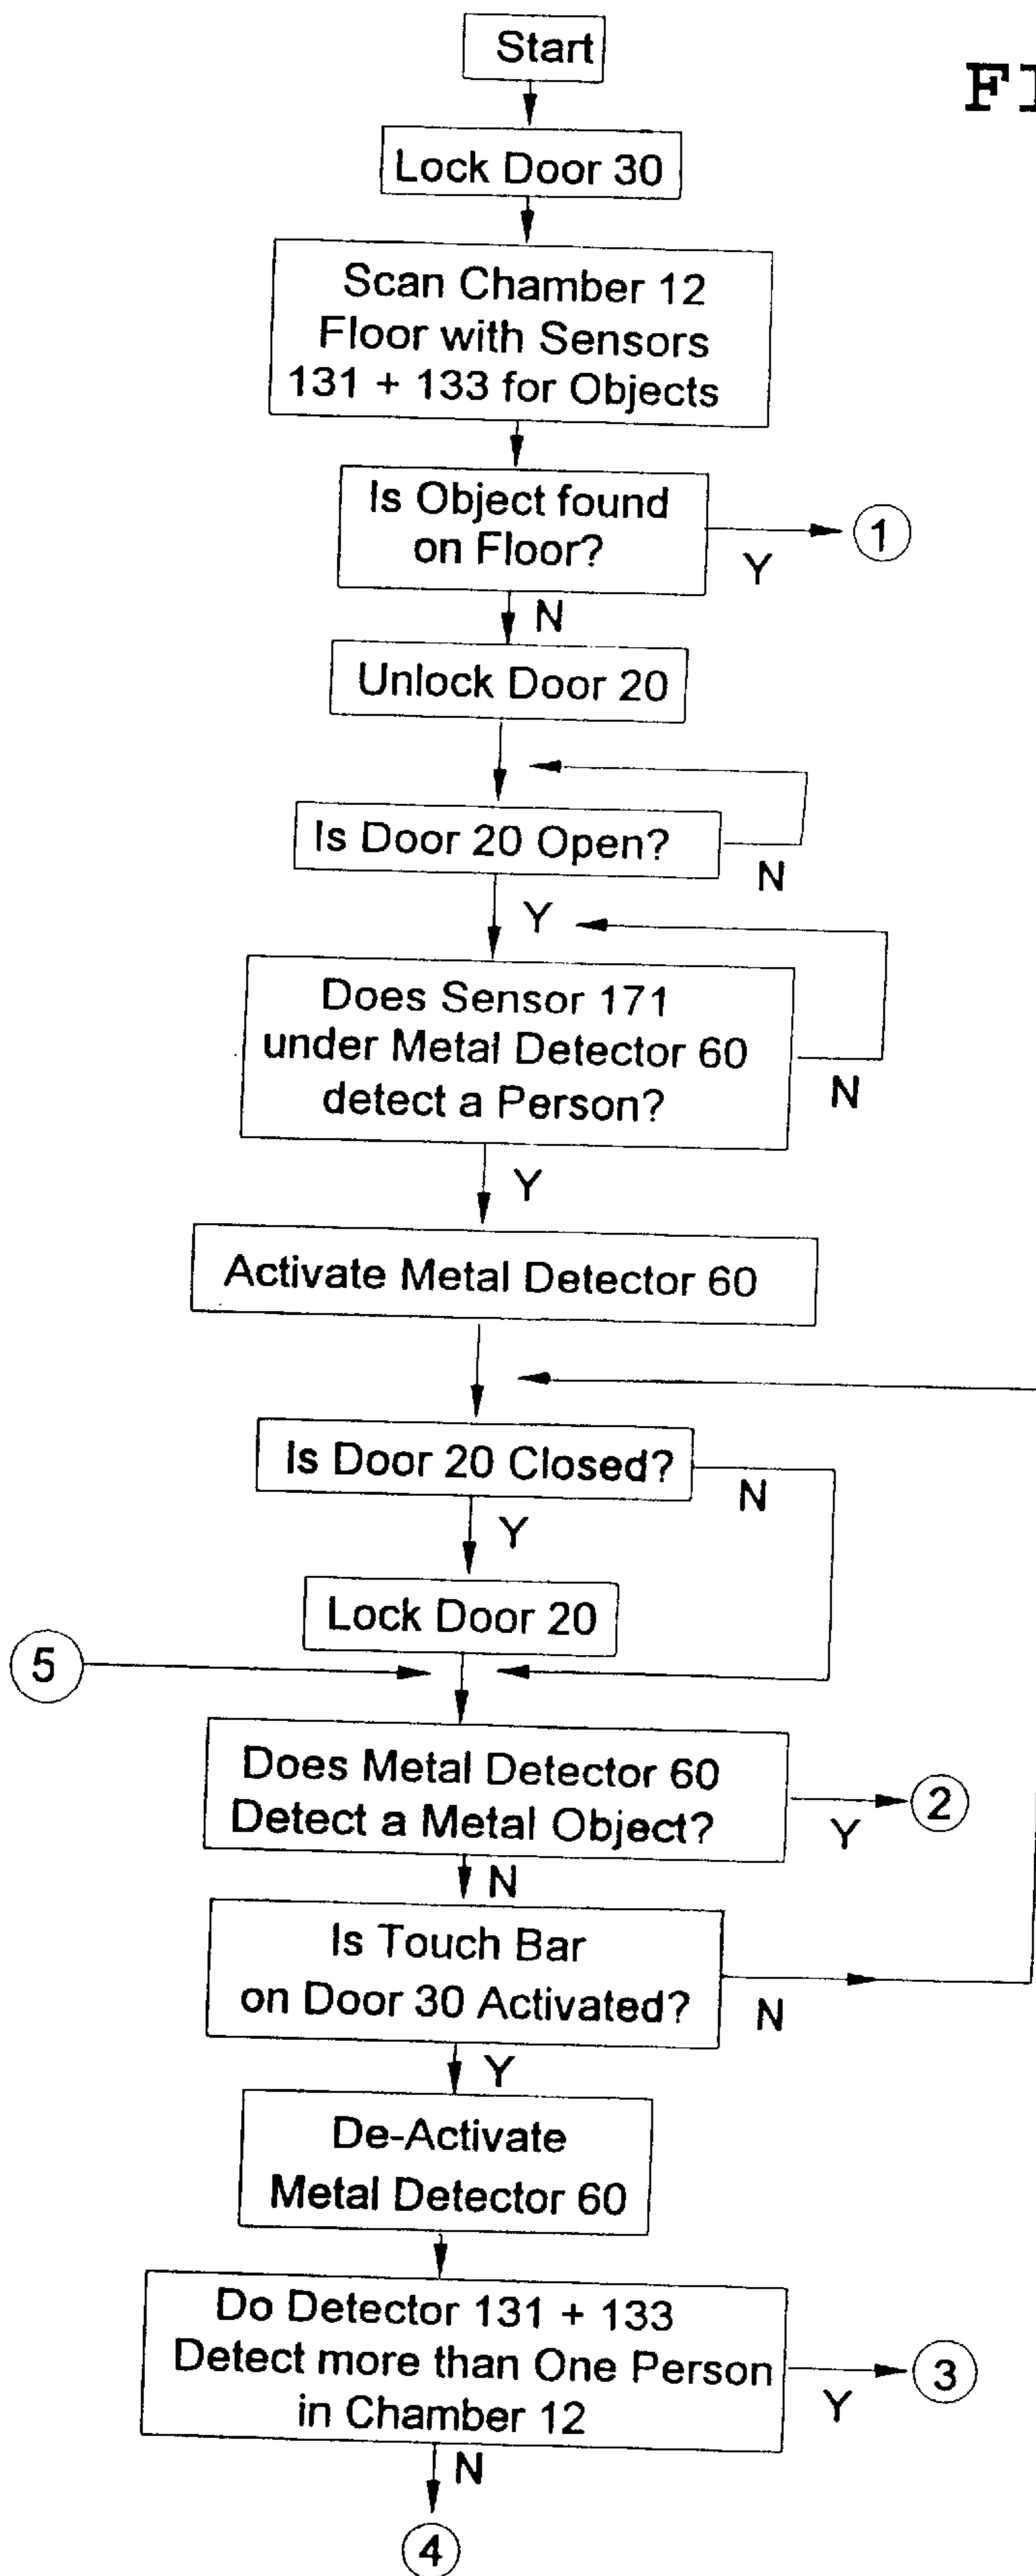 Start
Lock Door 30
Scan Chamber 12
Floor with Sensors
131 + 133 for Objects
Is Object found
on Floor?
Y
1
N
Unlock Door 20
Is Door 20 Open?
N
Y
Does Sensor 171
under Metal Detector 60
detect a Person?
N
Y
Activate Metal Detector 60
Is Door 20 Closed?
N
Y
Lock Door 20
5
Does Metal Detector 60
Detect a Metal Object?
Y
2
N
Is Touch Bar
on Door 30 Activated?
N
Y
De-Activate
Metal Detector 60
Do Detector 131 + 133
Detect more than One Person
in Chamber 12
Y
3
N
4